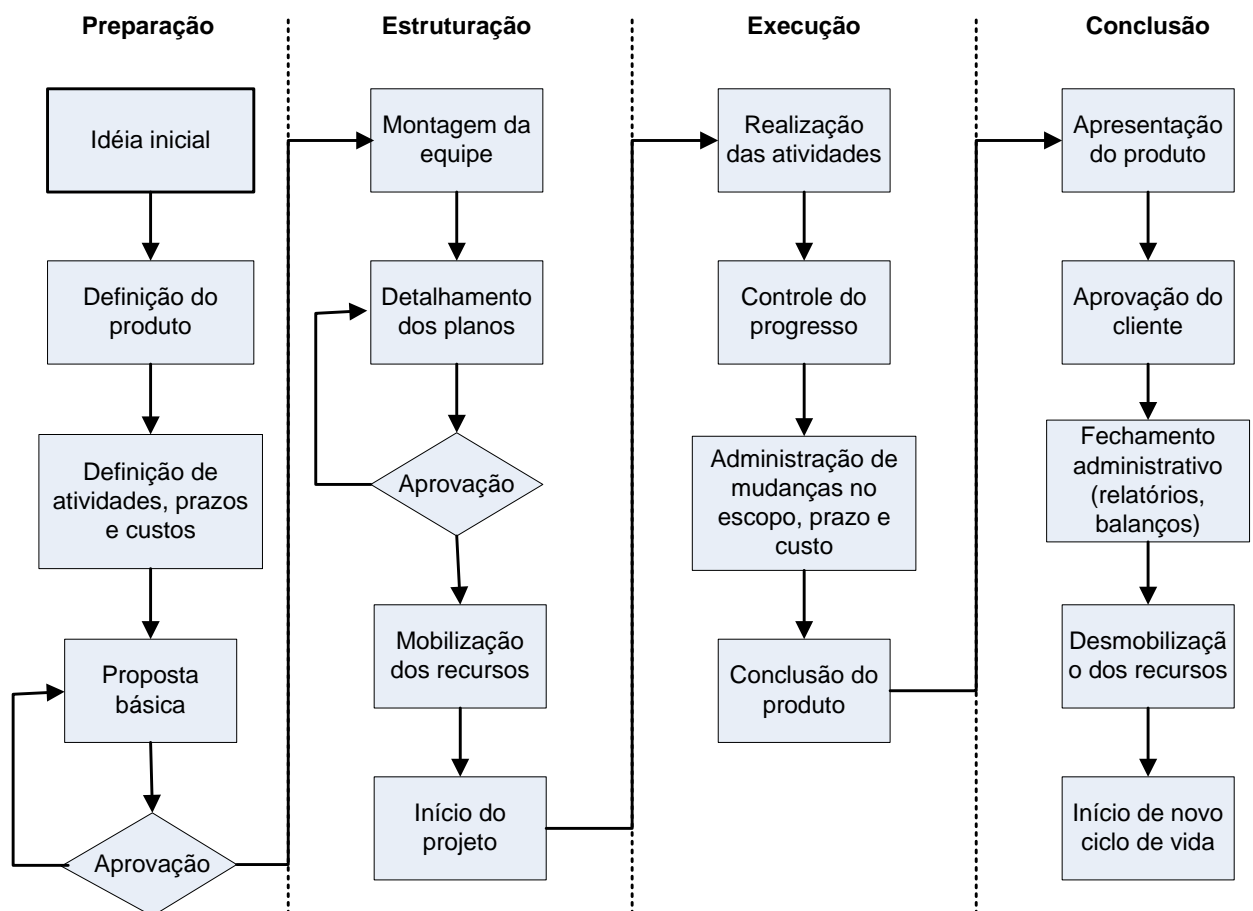 Preparação
Estruturação
Execução
Conclusão
Idéia inicial
Definição do
produto
Definição de
atividades, prazos
e custos
Proposta
básica
Aprovação
Montagem da
equipe
Detalhamento
dos planos
Aprovação
Mobilização
dos recursos
Início do
projeto
Realização
das atividades
Controle do
progresso
Administração de
mudanças no
escopo, prazo e
custo
Conclusão do
produto
Apresentação
do produto
Aprovação do
cliente
Fechamento
administrativo
(relatórios,
balanços)
Desmobilizaçã
o dos recursos
Início de novo
ciclo de vida